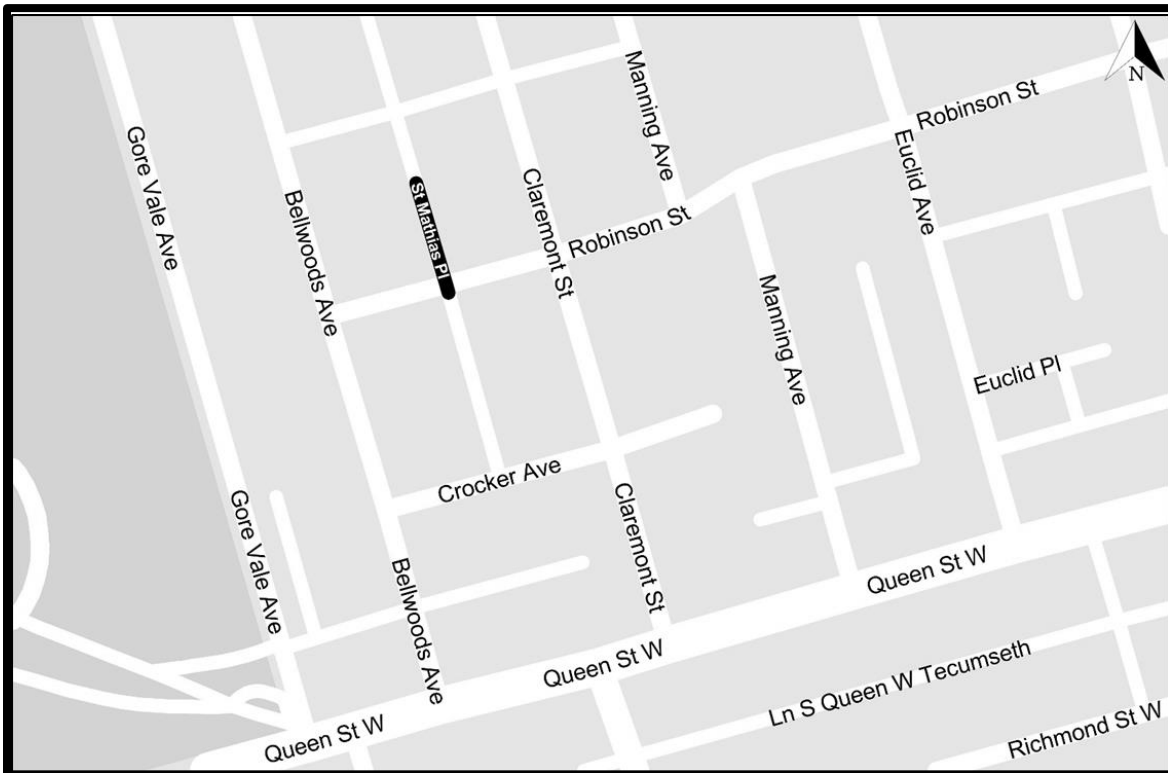 N
Manning Ave
Robinson St
Gore Vale Ave
Euclid Ave
Bellwoods Ave
St Mathias Pl
Claremont St
Robinson St
Manning Ave
Euclid Pl
Crocker Ave
Gore Vale Ave
Claremont St
Bellwoods Ave
Queen St W
Queen St W
Ln S Queen W Tecumseth
Queen St W
Richmond St W